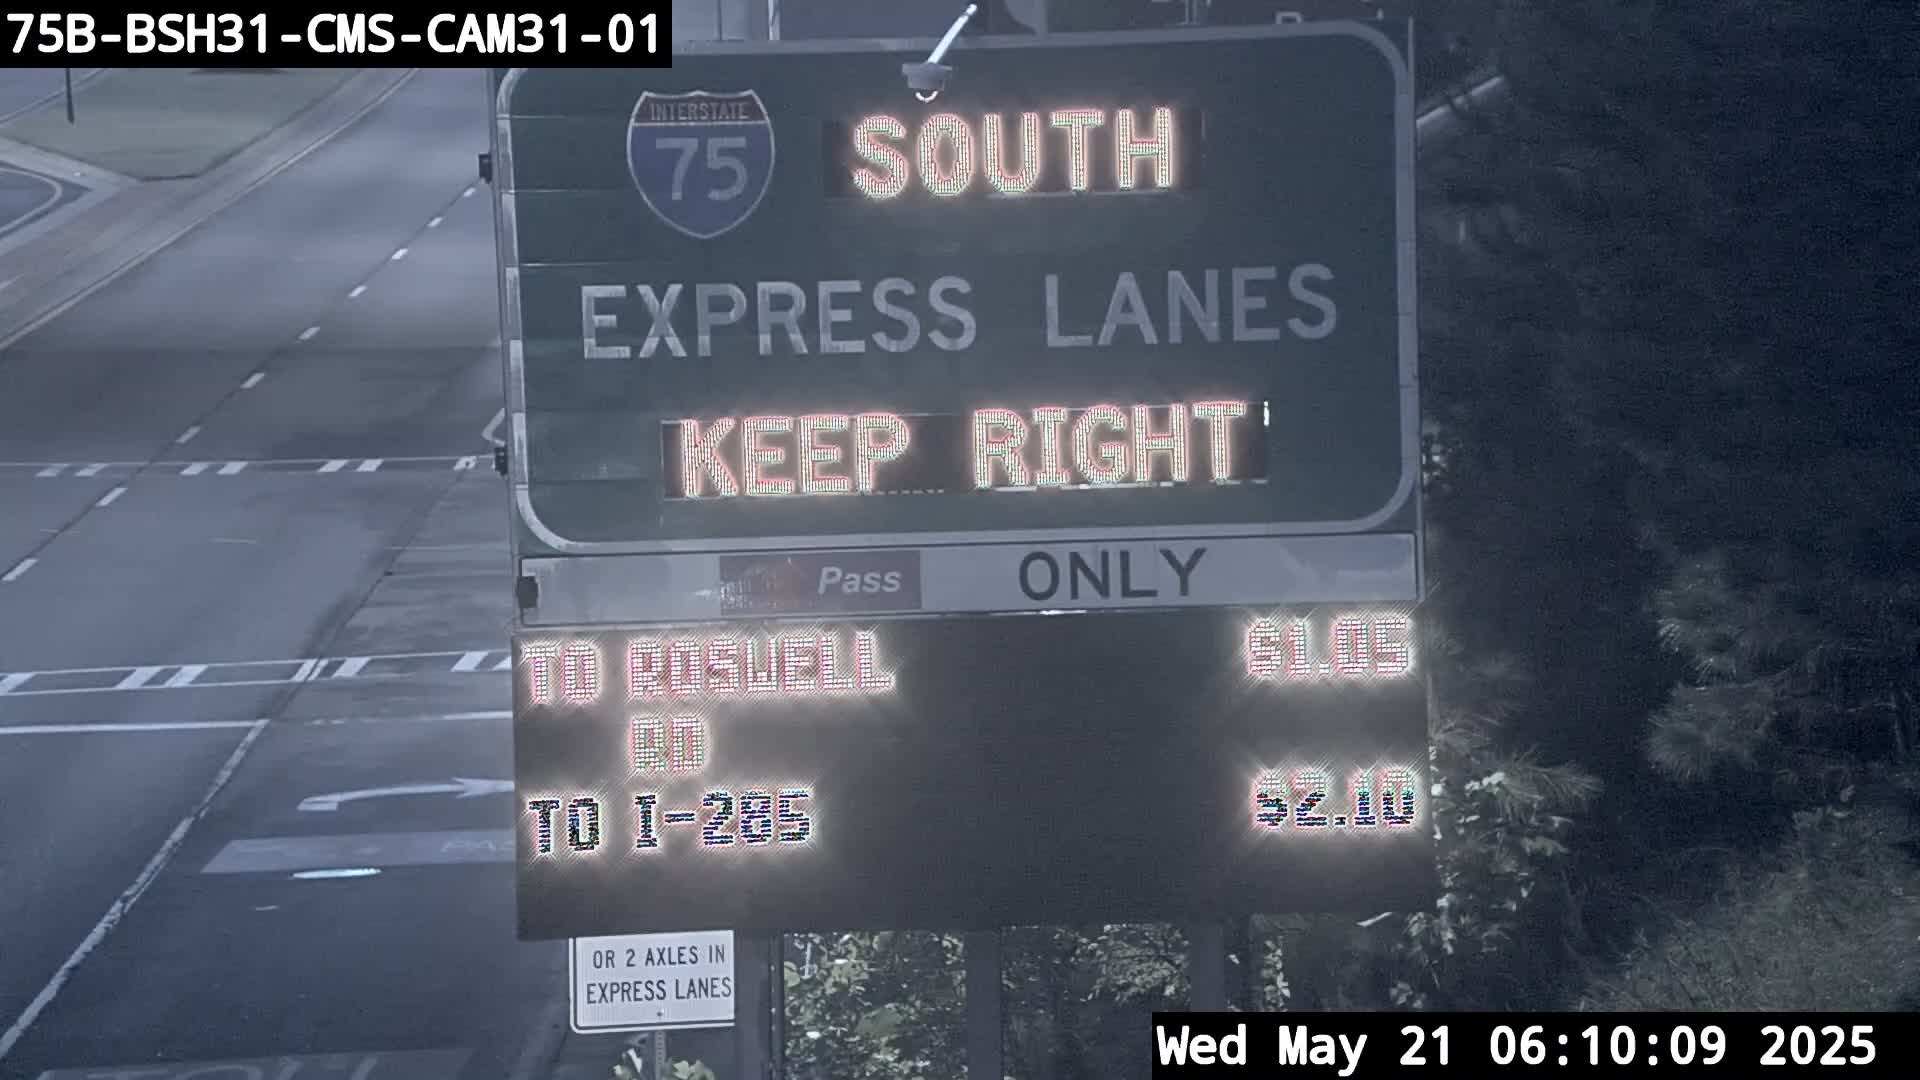 75B-BSH31-CMS-CAM31-01
INTERSTATE
75
SOUTH
EXPRESS LANES
KEEP RIGHT
Pass ONLY
TO ROSWELL $1.05
RD
TO I-285 $2.10
OR 2 AXLES IN
EXPRESS LANES
Wed May 21 06:10:09 2025